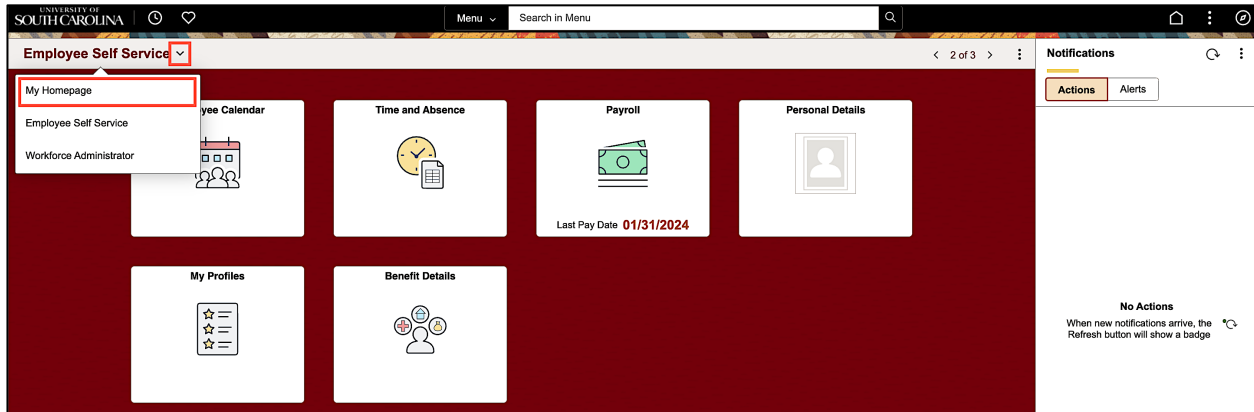 UNIVERSITY OF
SOUTH CAROLINA
Menu
Search in Menu
Employee Self Service
2 of 3
Notifications
My Homepage
Employee Self Service
Workforce Administrator
Actions
Alerts
yee Calendar
Time and Absence
Payroll
Personal Details
Last Pay Date 01/31/2024
My Profiles
Benefit Details
No Actions
When new notifications arrive, the
Refresh button will show a badge